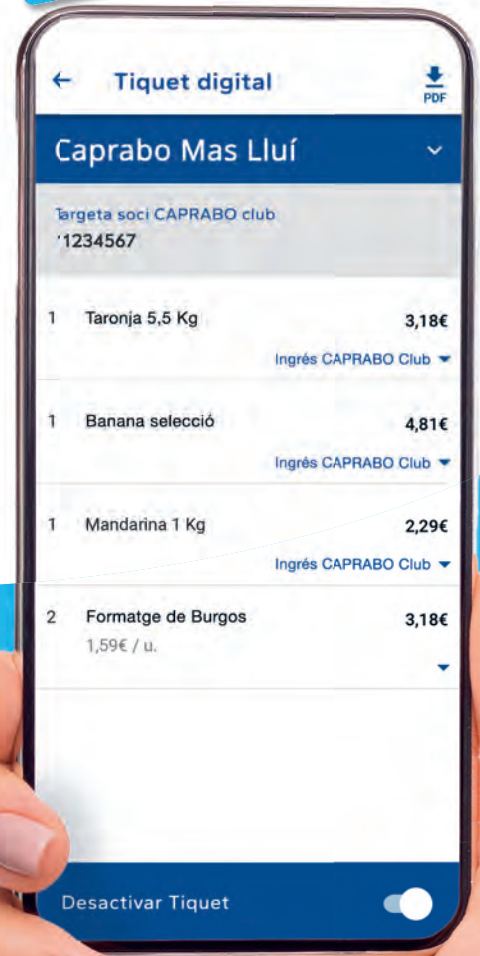 Tiquet digital
PDF
Caprabo Mas Lluí
Targeta soci CAPRABO club
1234567
1 Taronja 5,5 Kg 3,18€
Ingrés CAPRABO Club
1 Banana selecció 4,81€
Ingrés CAPRABO Club
1 Mandarina 1 Kg 2,29€
Ingrés CAPRABO Club
2 Formatge de Burgos 3,18€
1,59€ / u.
Desactivar Tiquet